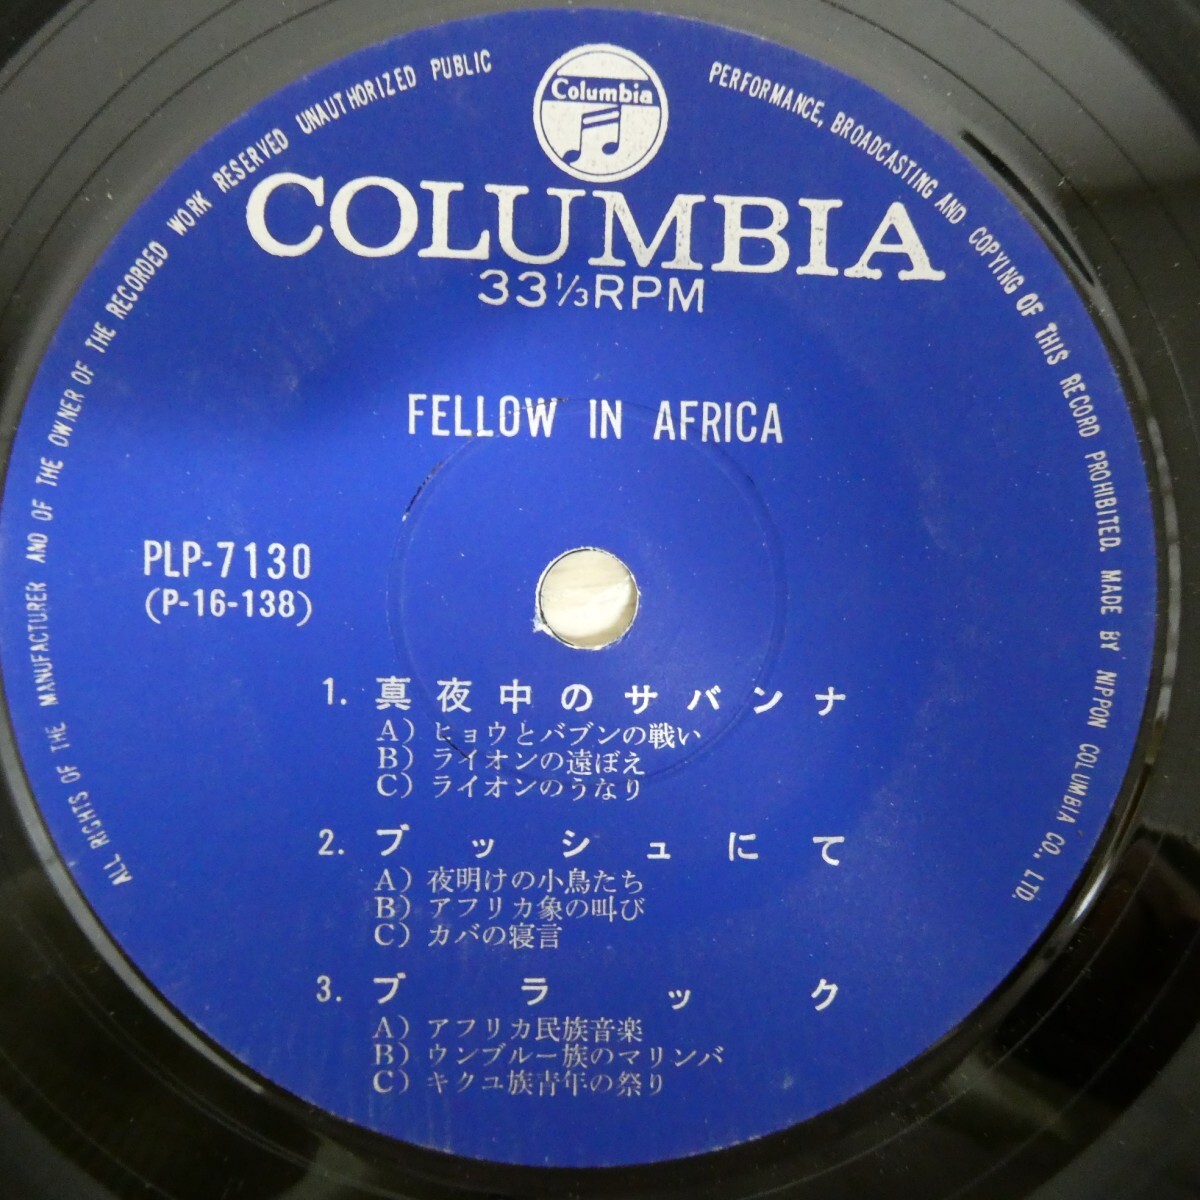 Columbia
COLUMBIA
33⅓RPM
FELLOW IN AFRICA
PLP-7130
(P-16-138)
1. 真夜中のサバンナ
A) ヒョウとバブンの戦い
B) ライオンの遠ぼえ
C) ライオンのうなり
2. ブッシュにて
A) 夜明けの小鳥たち
B) アフリカ象の叫び
C) カバの寝言
3. ブラック
A) アフリカ民族音楽
B) ウンブルー族のマリンバ
C) キクユ族青年の祭り
ALL RIGHTS OF THE MANUFACTURER AND OF THE OWNER OF THE RECORDED WORK RESERVED UNAUTHORIZED PUBLIC PERFORMANCE, BROADCASTING AND COPYING OF THIS RECORD PROHIBITED. MADE BY NIPPON COLUMBIA CO., LTD.